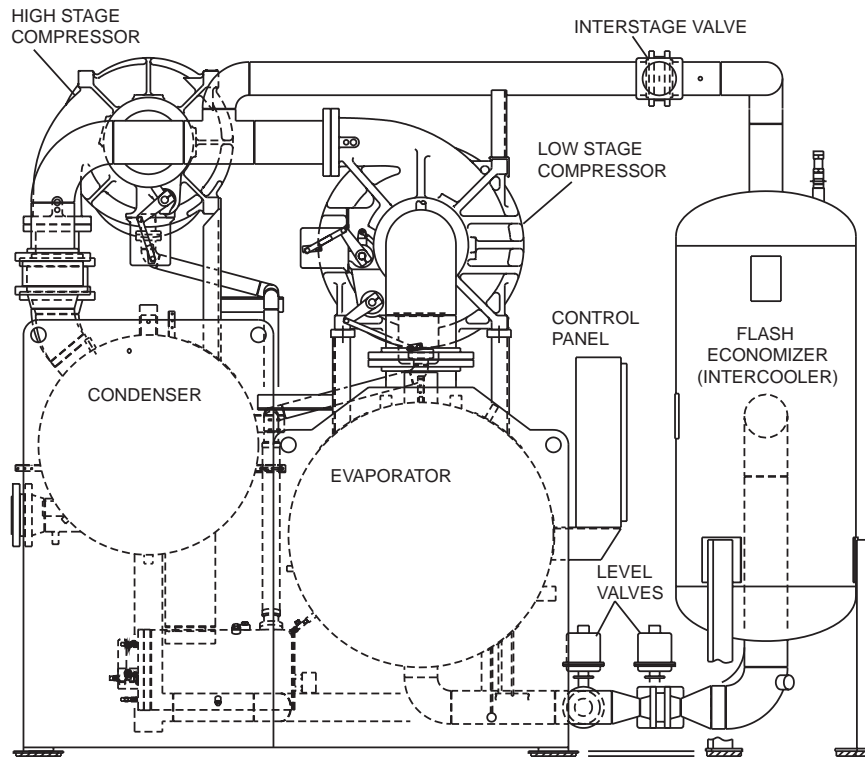 HIGH STAGE
COMPRESSOR
INTERSTAGE VALVE
LOW STAGE
COMPRESSOR
CONTROL
PANEL
FLASH
ECONOMIZER
(INTERCOOLER)
CONDENSER
EVAPORATOR
LEVEL
VALVES